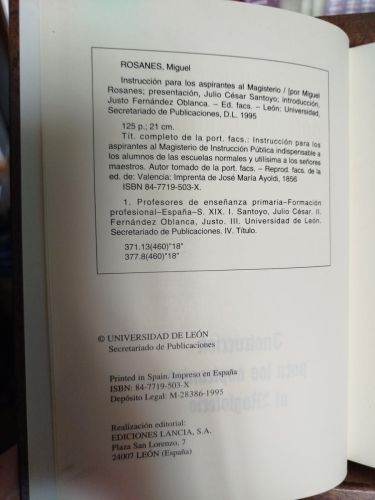 ROSANES, Miguel
Instrucción para los aspirantes al Magisterio / [por Miguel
Rosanes; presentación, Julio César Santoyo; introducción,
Justo Fernández Oblanca. – Ed. facs. – León: Universidad,
Secretariado de Publicaciones, D.L. 1995
125 p.; 21 cm.
Tít. completo de la port. facs.: Instrucción para los
aspirantes al Magisterio de Instrucción Pública indispensable a
los alumnos de las escuelas normales y utilísima a los señores
maestros. Autor tomado de la port. facs. – Reprod. facs. de la
ed. de: Valencia: Imprenta de José María Ayoldi, 1856
ISBN 84-7719-503-X.
1. Profesores de enseñanza primaria–Formación
profesional–España–S. XIX. I. Santoyo, Julio César. II.
Fernández Oblanca, Justo. III. Universidad de León.
Secretariado de Publicaciones. IV. Título.
371.13(460)"18"
377.8(460)"18"
© UNIVERSIDAD DE LEÓN
Secretariado de Publicaciones
Printed in Spain. Impreso en España
ISBN: 84-7719-503-X
Depósito Legal: M-28386-1995
Realización editorial:
EDICIONES LANCIA, S.A.
Plaza San Lorenzo, 7
24007 LEÓN (España)